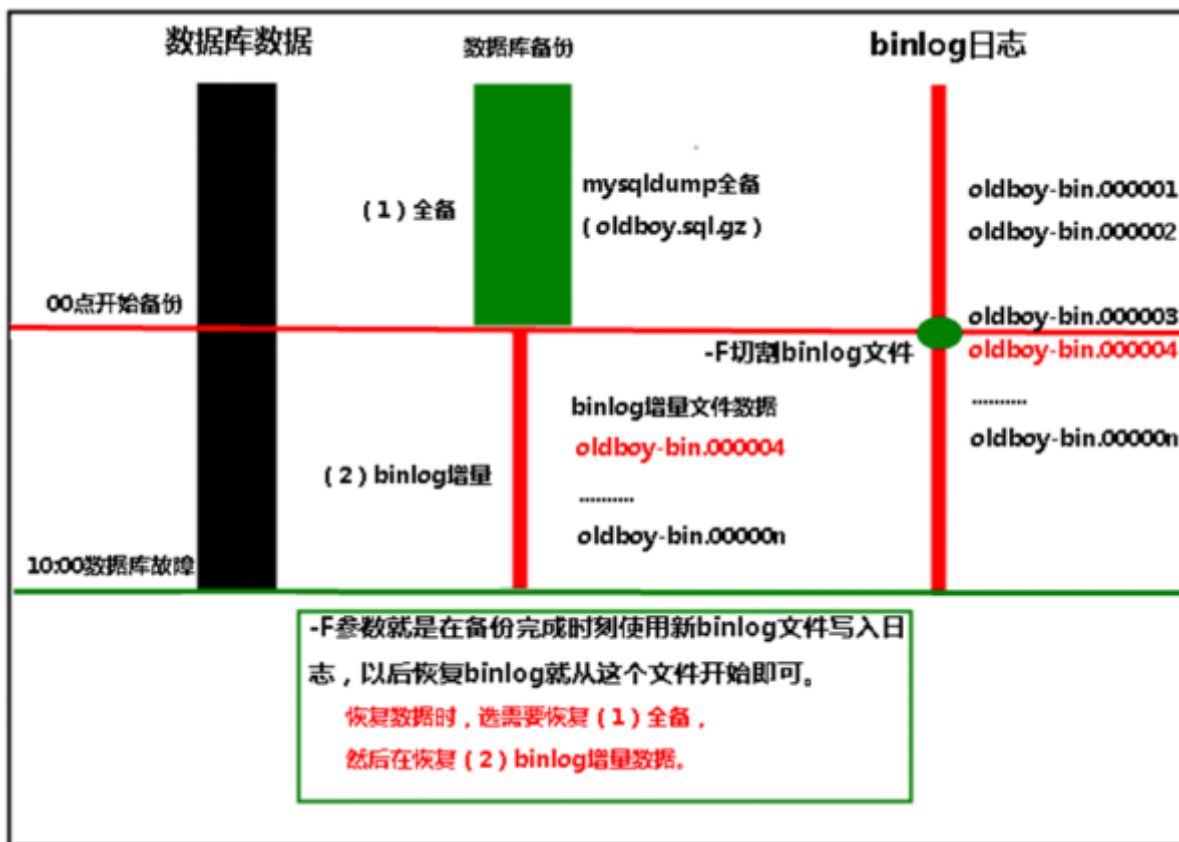 数据库数据
数据库备份
binlog日志
(1)全备
mysqldump全备
(oldboy.sql.gz)
oldboy-bin.000001
oldboy-bin.000002
00点开始备份
oldboy-bin.000003
-F切割binlog文件
oldboy-bin.000004
..........
oldboy-bin.00000n
binlog增量文件数据
oldboy-bin.000004
(2)binlog增量
..........
oldboy-bin.00000n
10:00数据库故障
-F参数就是在备份完成时刻使用新binlog文件写入日
志,以后恢复binlog就从这个文件开始即可。
恢复数据时,选需要恢复(1)全备,
然后在恢复(2)binlog增量数据。